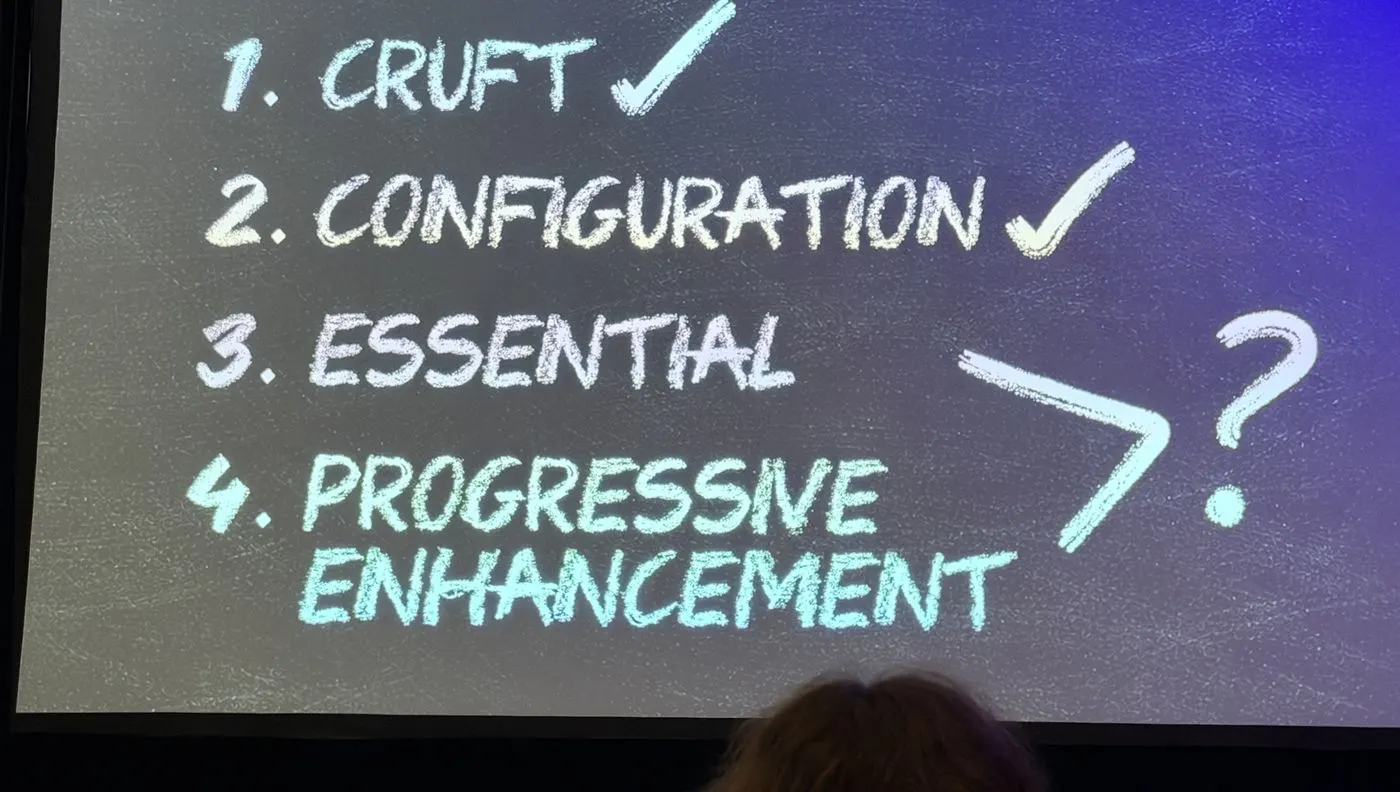 1. CRUFT ✓
2. CONFIGURATION ✓
3. ESSENTIAL
4. PROGRESSIVE
ENHANCEMENT
?